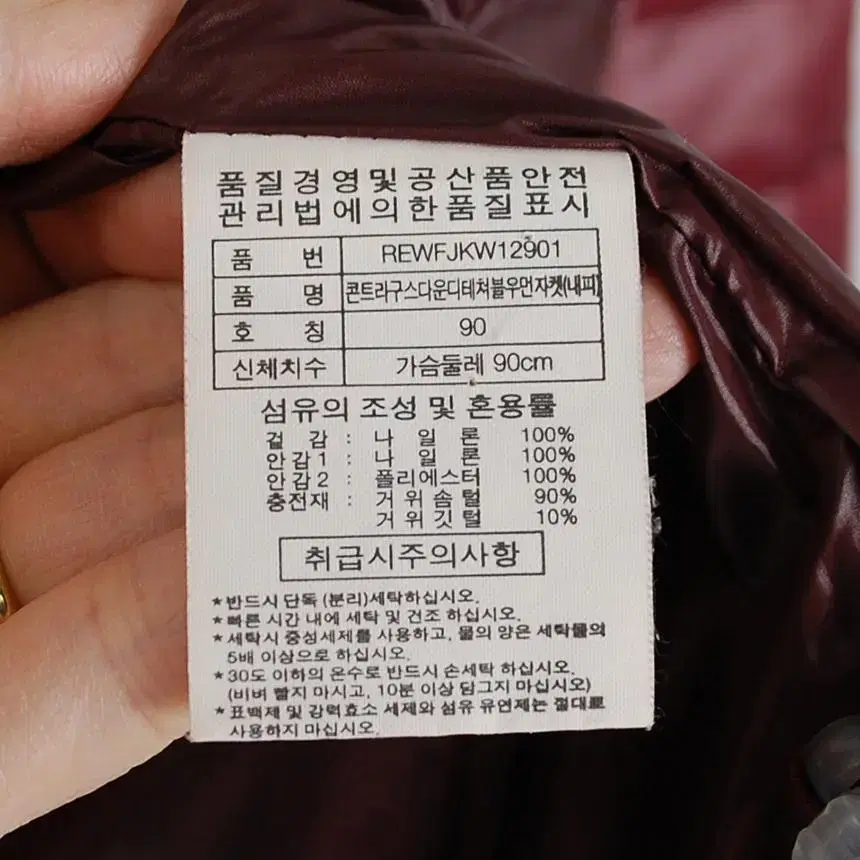 품질경영및공산품안전
관리법에의한품질표시
품 번 REWFJKW12901
품 명 콘트라구스다운디테쳐블우먼자켓(내피)
호 칭 90
신체치수 가슴둘레 90cm
섬유의 조성 및 혼용률
겉 감 : 나 일 론 100%
안감1 : 나 일 론 100%
안감2 : 폴리에스터 100%
충전재 : 거위솜털 90%
거위깃털 10%
취급시주의사항
*반드시 단독 (분리)세탁하십시오.
*빠른 시간 내에 세탁 및 건조 하십시오.
*세탁시 중성세제를 사용하고, 물의 양은 세탁물의
5배 이상으로 하십시오.
*30도 이하의 온수로 반드시 손세탁 하십시오.
(비벼 빨지 마시고, 10분 이상 담그지 마십시오)
*표백제 및 강력효소 세제와 섬유 유연제는 절대로
사용하지 마십시오.